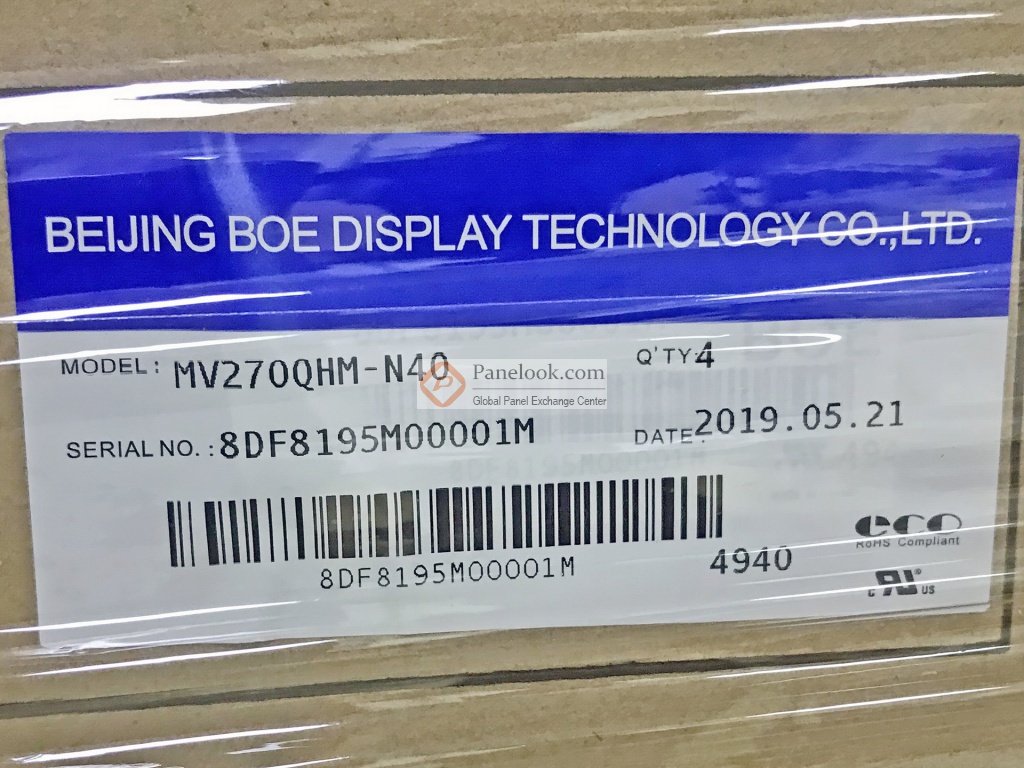 BEIJING BOE DISPLAY TECHNOLOGY CO.,LTD.
MODEL: MV270QHM-N40
Q'TY:4
Panelook.com
Global Panel Exchange Center
SERIAL NO.: 8DF8195M00001M
DATE: 2019.05.21
8DF8195M00001M
4940
eco
RoHS Compliant
c RU US